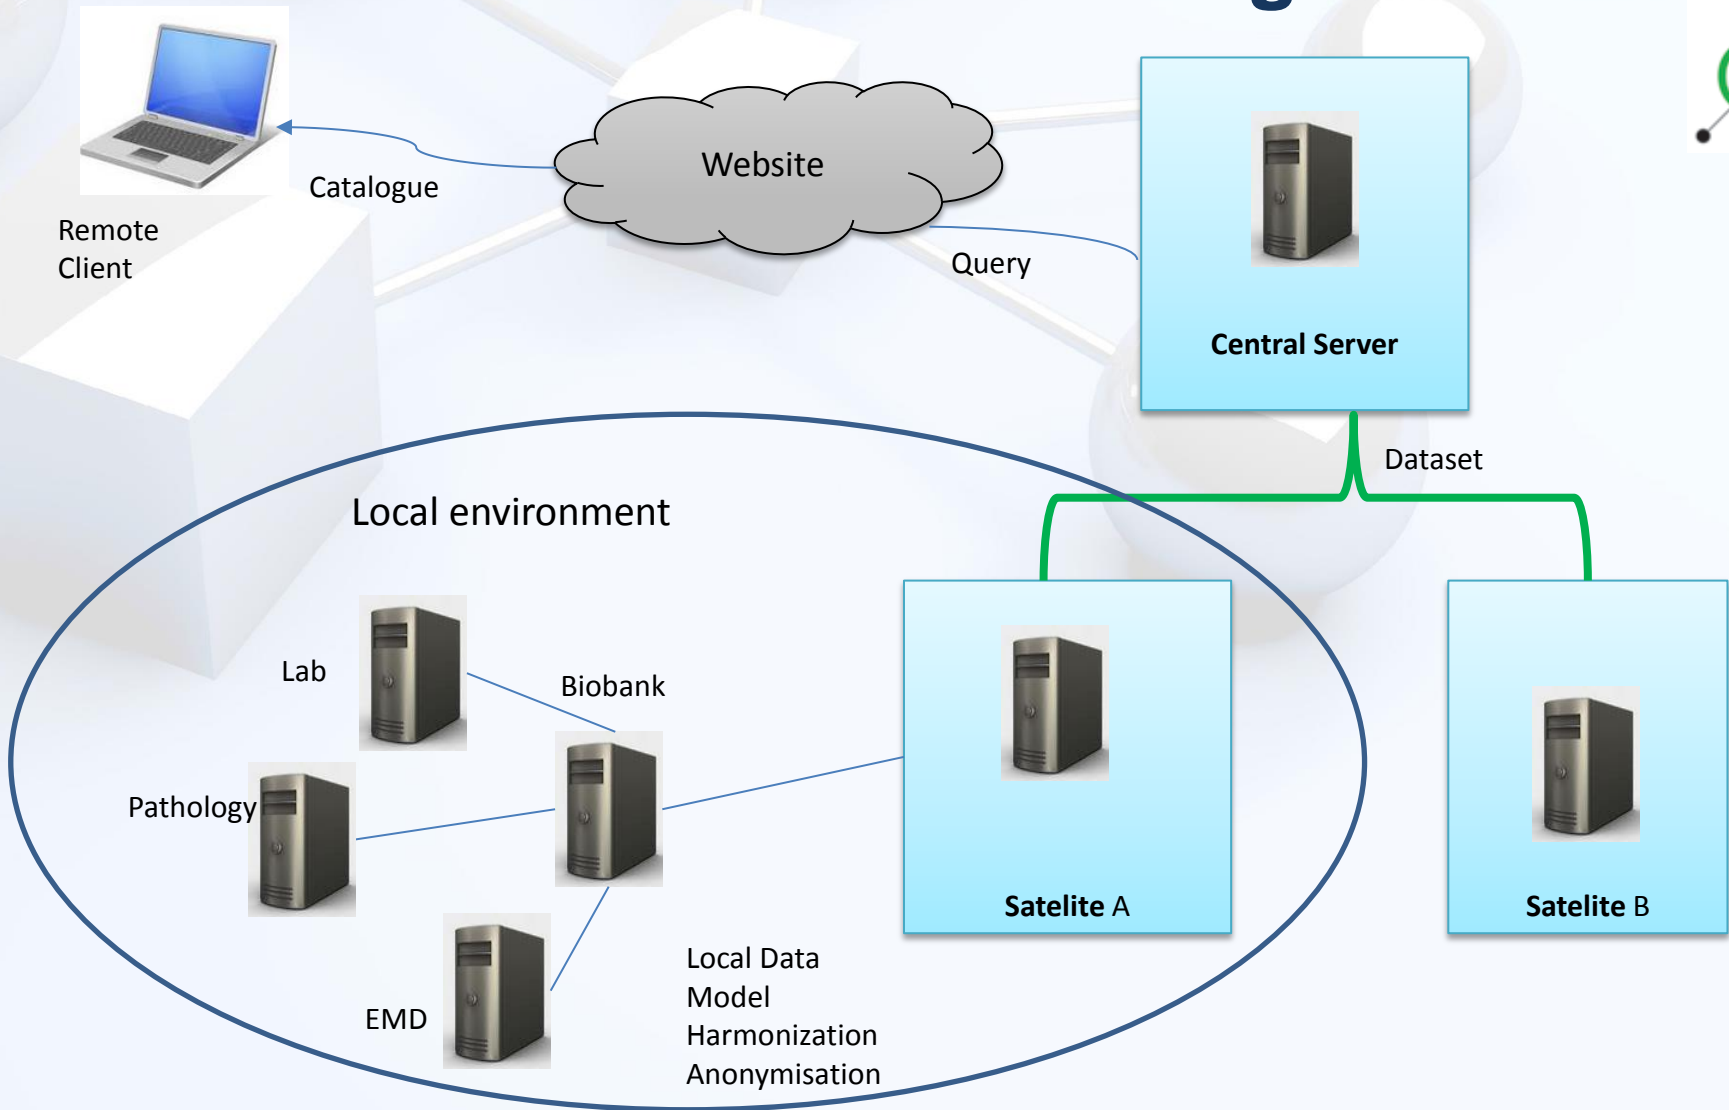 Website
Catalogue
Remote
Client
Query
Central Server
Dataset
Local environment
Lab
Biobank
Pathology
Satelite A
Satelite B
EMD
Local Data
Model
Harmonization
Anonymisation